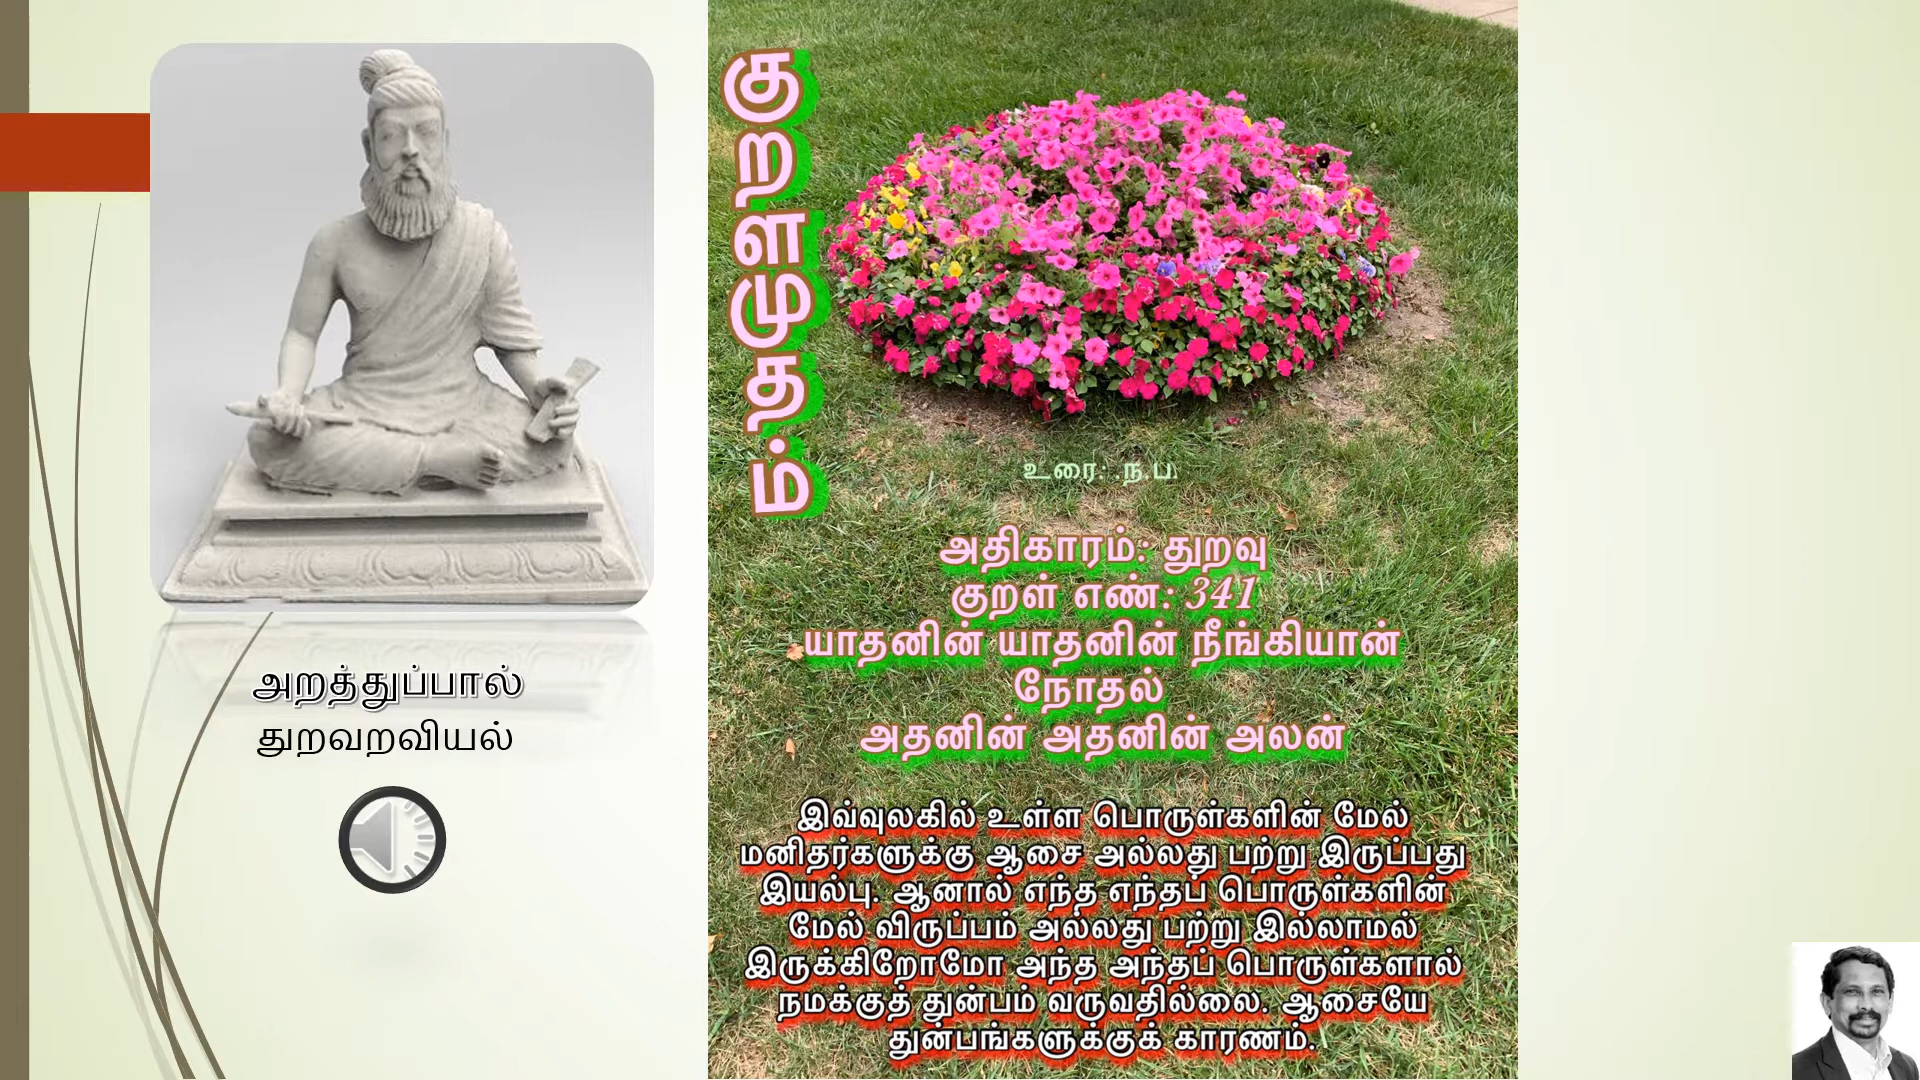 அறத்துப்பால்
துறவறவியல்
குறளமுதம்
உரை: .ந.ப.
அதிகாரம்: துறவு
குறள் எண்: 341
யாதனின் யாதனின் நீங்கியான்
நோதல்
அதனின் அதனின் அலன்
இவ்வுலகில் உள்ள பொருள்களின் மேல்
மனிதர்களுக்கு ஆசை அல்லது பற்று இருப்பது
இயல்பு. ஆனால் எந்த எந்தப் பொருள்களின்
மேல் விருப்பம் அல்லது பற்று இல்லாமல்
இருக்கிறோமோ அந்த அந்தப் பொருள்களால்
நமக்குத் துன்பம் வருவதில்லை. ஆசையே
துன்பங்களுக்குக் காரணம்.